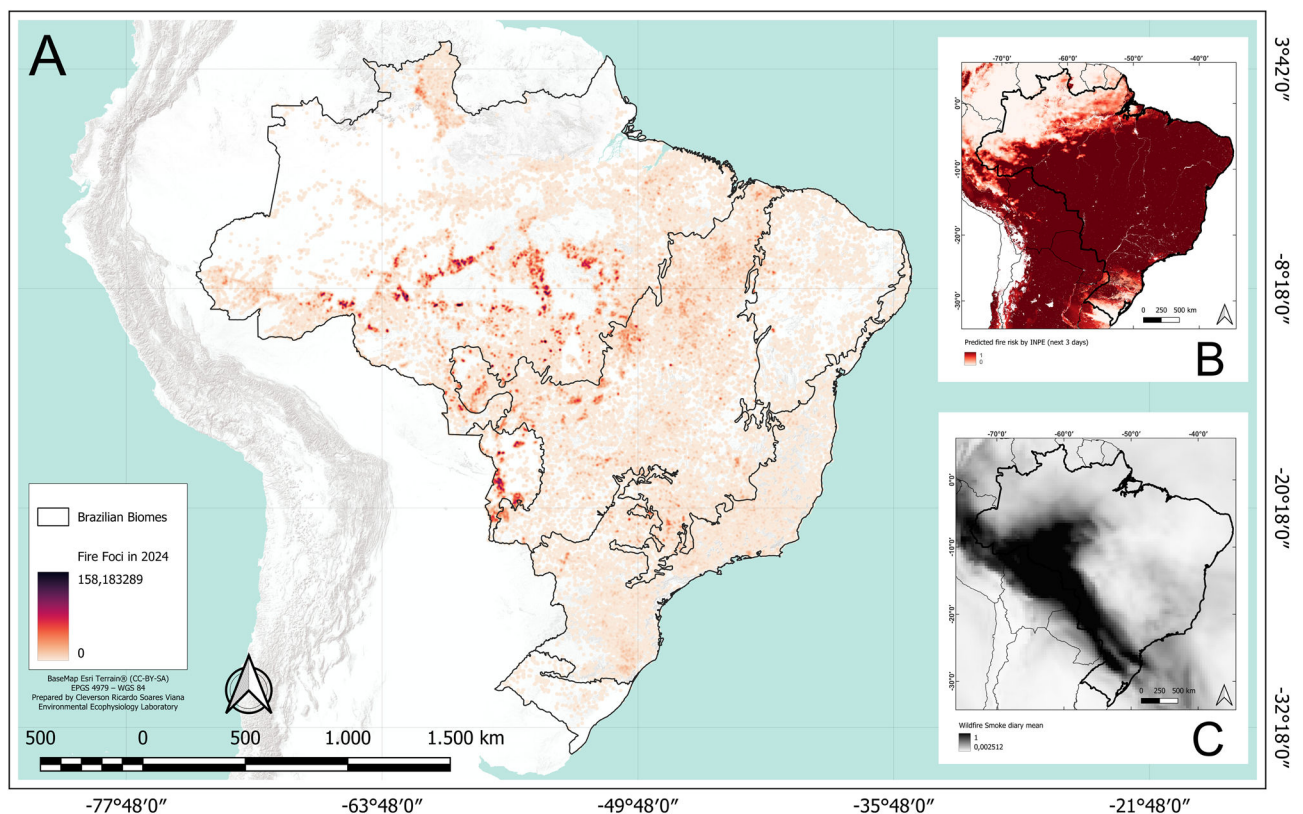 A
3°42′0″
-8°18′0″
-20°18′0″
-32°18′0″
Brazilian Biomes
Fire Foci in 2024
158,183289
0
BaseMap Esri Terrain® (CC-BY-SA)
EPGS 4979 – WGS 84
Prepared by Cleverson Ricardo Soares Viana
Environmental Ecophysiology Laboratory
500 0 500 1.000 1.500 km
-77°48′0″ -63°48′0″ -49°48′0″ -35°48′0″ -21°48′0″
-70°0′ -60°0′ -50°0′ -40°0′
0°0′
-10°0′
-20°0′
-30°0′
0 250 500 km
Predicted fire risk by INPE (next 3 days)
1
0
B
-70°0′ -60°0′ -50°0′ -40°0′
0°0′
-10°0′
-20°0′
-30°0′
0 250 500 km
Wildfire Smoke diary mean
1
0,002512
C